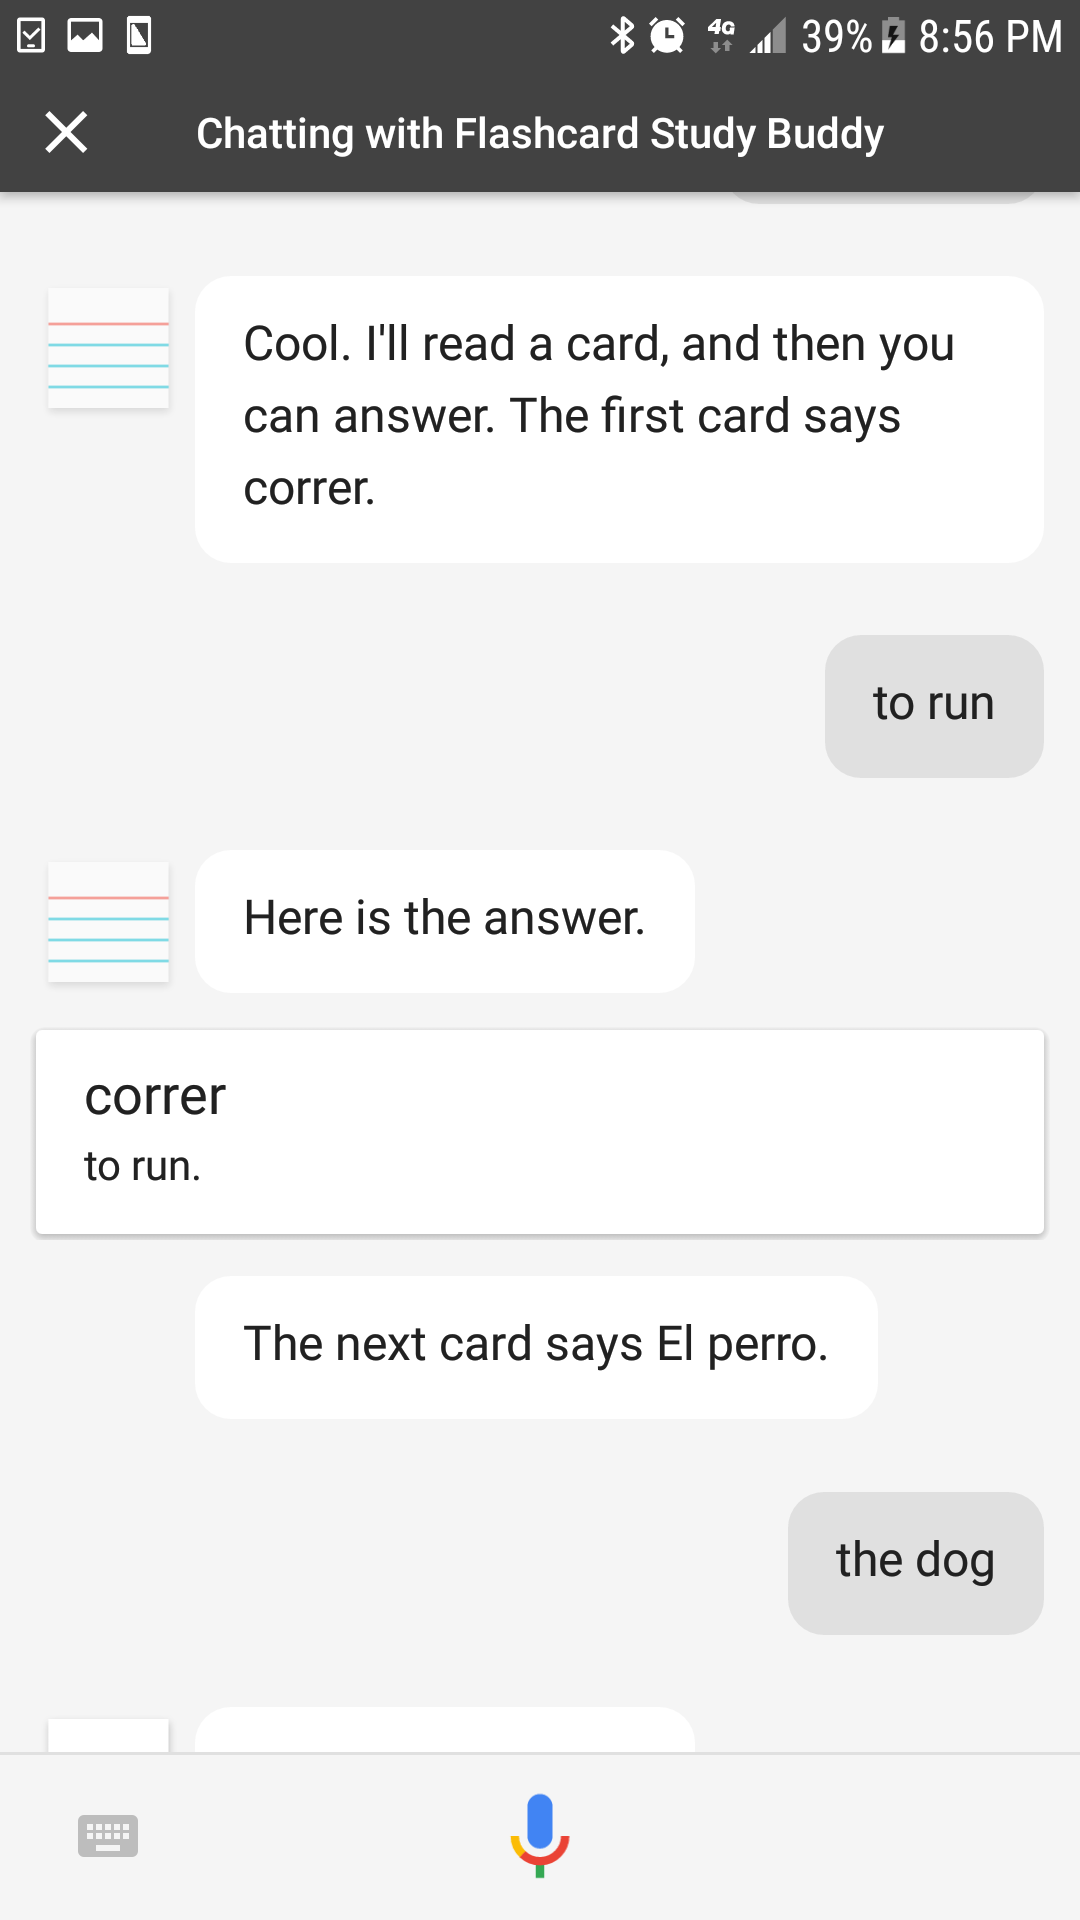 4G 39% 8:56 PM
Chatting with Flashcard Study Buddy
Cool. I'll read a card, and then you
can answer. The first card says
correr.
to run
Here is the answer.
correr
to run.
The next card says El perro.
the dog